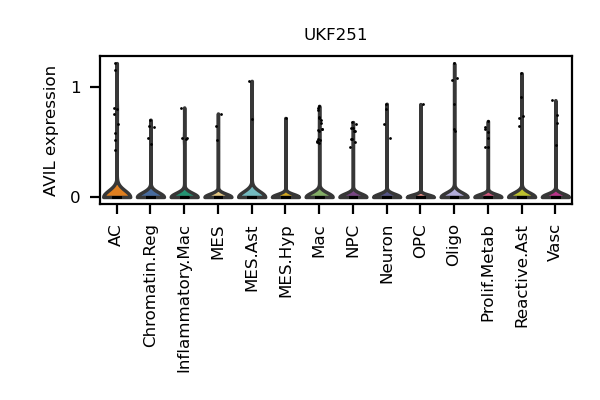 UKF251
AVIL expression
1
0
AC
Chromatin.Reg
Inflammatory.Mac
MES
MES.Ast
MES.Hyp
Mac
NPC
Neuron
OPC
Oligo
Prolif.Metab
Reactive.Ast
Vasc